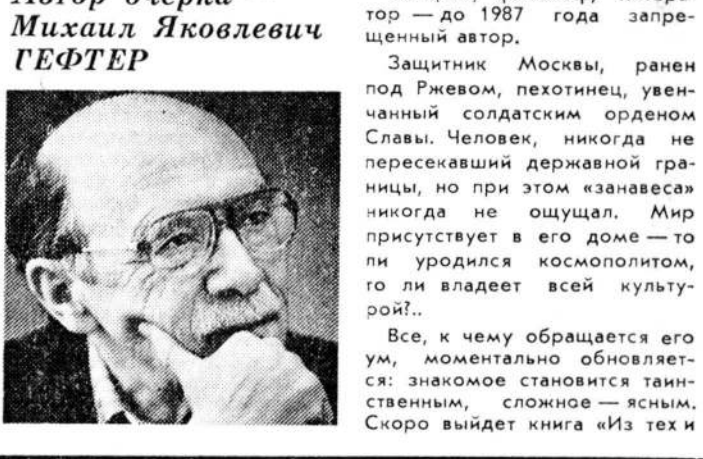 Михаил Яковлевич
ГЕФТЕР
тор — до 1987 года запре-
щенный автор.
Защитник Москвы, ранен
под Ржевом, пехотинец, увен-
чанный солдатским орденом
Славы. Человек, никогда не
пересекавший державной гра-
ницы, но при этом «занавеса»
никогда не ощущал. Мир
присутствует в его доме — то
ли уродился космополитом,
то ли владеет всей культу-
рой?..
Все, к чему обращается его
ум, моментально обновляет-
ся: знакомое становится таин-
ственным, сложное — ясным.
Скоро выйдет книга «Из тех и